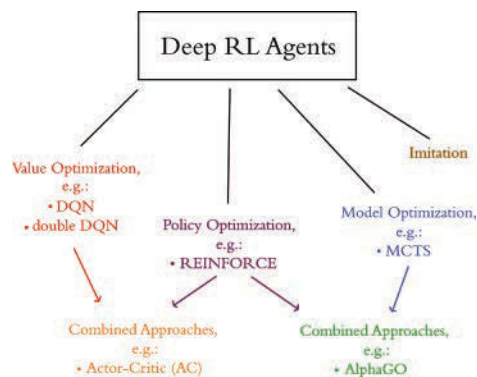 Deep RL Agents
Imitation
Value Optimization,
e.g.:
• DQN
• double DQN
Policy Optimization,
e.g.:
• REINFORCE
Model Optimization,
e.g.:
• MCTS
Combined Approaches,
e.g.:
• Actor-Critic (AC)
Combined Approaches,
e.g.:
• AlphaGO